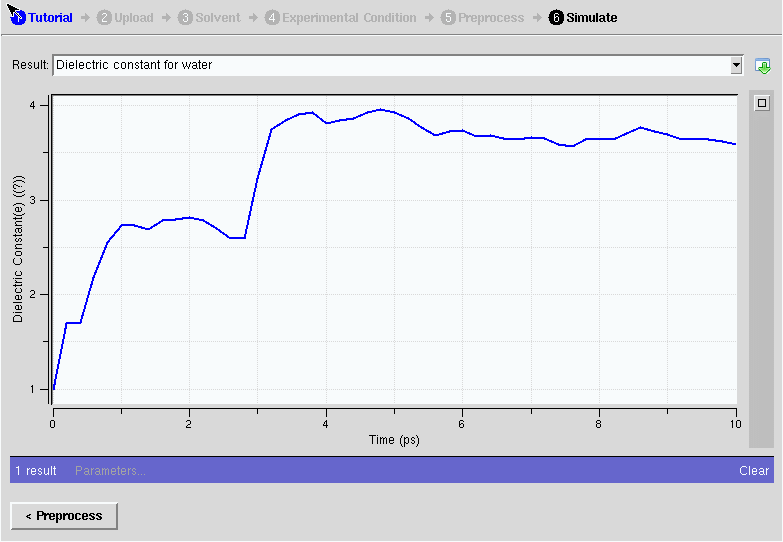 1 Tutorial → 2 Upload → 3 Solvent → 4 Experimental Condition → 5 Preprocess → 6 Simulate
Result: Dielectric constant for water
Dielectric Constant(e) ((?))
4
3
2
1
0 2 4 6 8 10
Time (ps)
1 result Parameters... Clear
< Preprocess